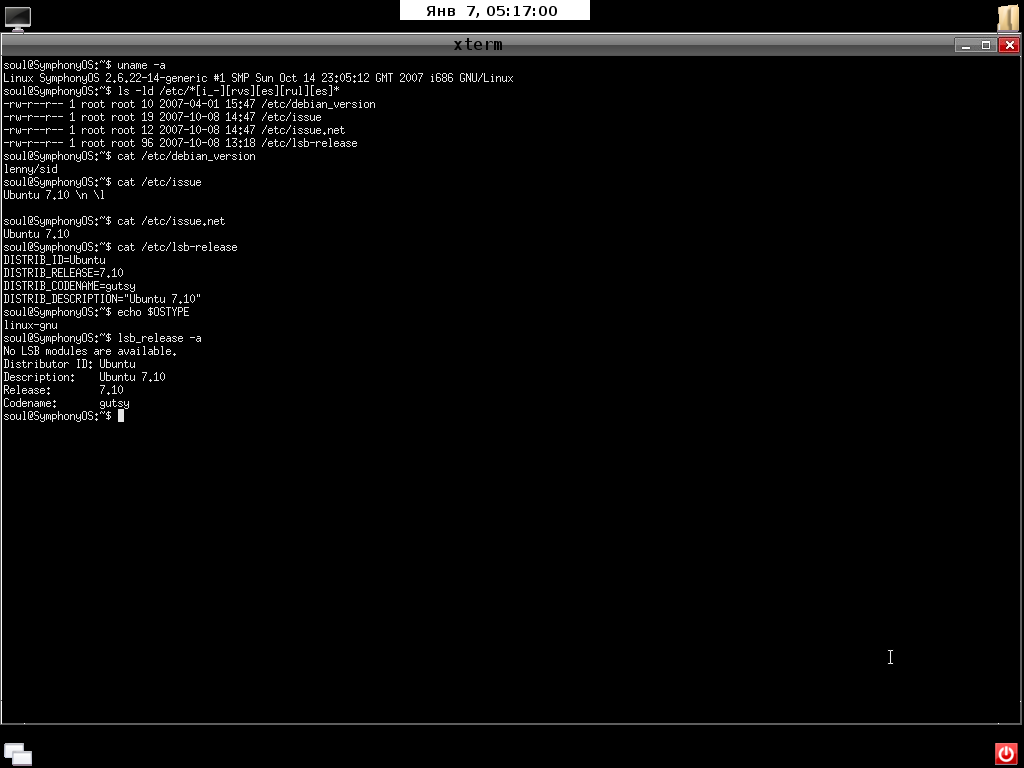 Янв 7, 05:17:00
xterm
soul@SymphonyOS:~$ uname -a
Linux SymphonyOS 2.6.22-14-generic #1 SMP Sun Oct 14 23:05:12 GMT 2007 i686 GNU/Linux
soul@SymphonyOS:~$ ls -ld /etc/*[i_-][rvs][es][rul][es]*
-rw-r--r-- 1 root root 10 2007-04-01 15:47 /etc/debian_version
-rw-r--r-- 1 root root 19 2007-10-08 14:47 /etc/issue
-rw-r--r-- 1 root root 12 2007-10-08 14:47 /etc/issue.net
-rw-r--r-- 1 root root 96 2007-10-08 13:18 /etc/lsb-release
soul@SymphonyOS:~$ cat /etc/debian_version
lenny/sid
soul@SymphonyOS:~$ cat /etc/issue
Ubuntu 7.10 \n \l
soul@SymphonyOS:~$ cat /etc/issue.net
Ubuntu 7.10
soul@SymphonyOS:~$ cat /etc/lsb-release
DISTRIB_ID=Ubuntu
DISTRIB_RELEASE=7.10
DISTRIB_CODENAME=gutsy
DISTRIB_DESCRIPTION="Ubuntu 7.10"
soul@SymphonyOS:~$ echo $OSTYPE
linux-gnu
soul@SymphonyOS:~$ lsb_release -a
No LSB modules are available.
Distributor ID: Ubuntu
Description:    Ubuntu 7.10
Release:        7.10
Codename:       gutsy
soul@SymphonyOS:~$